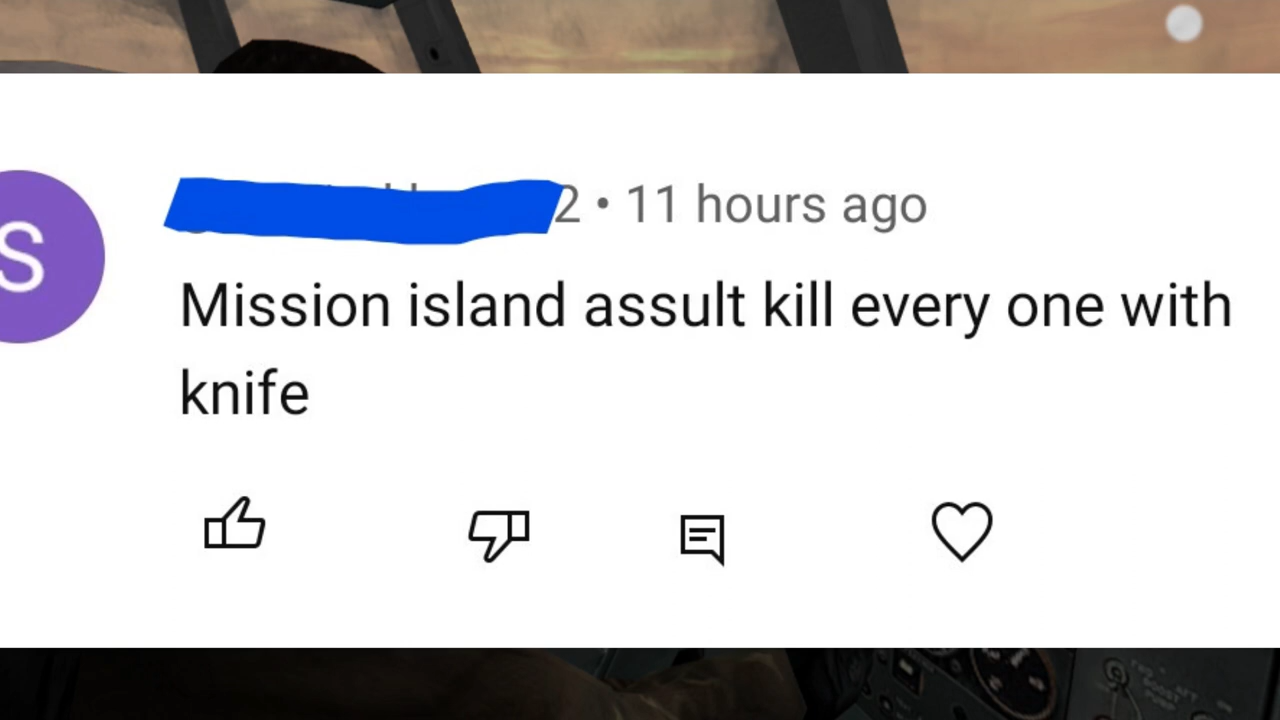 S
2 • 11 hours ago
Mission island assult kill every one with
knife